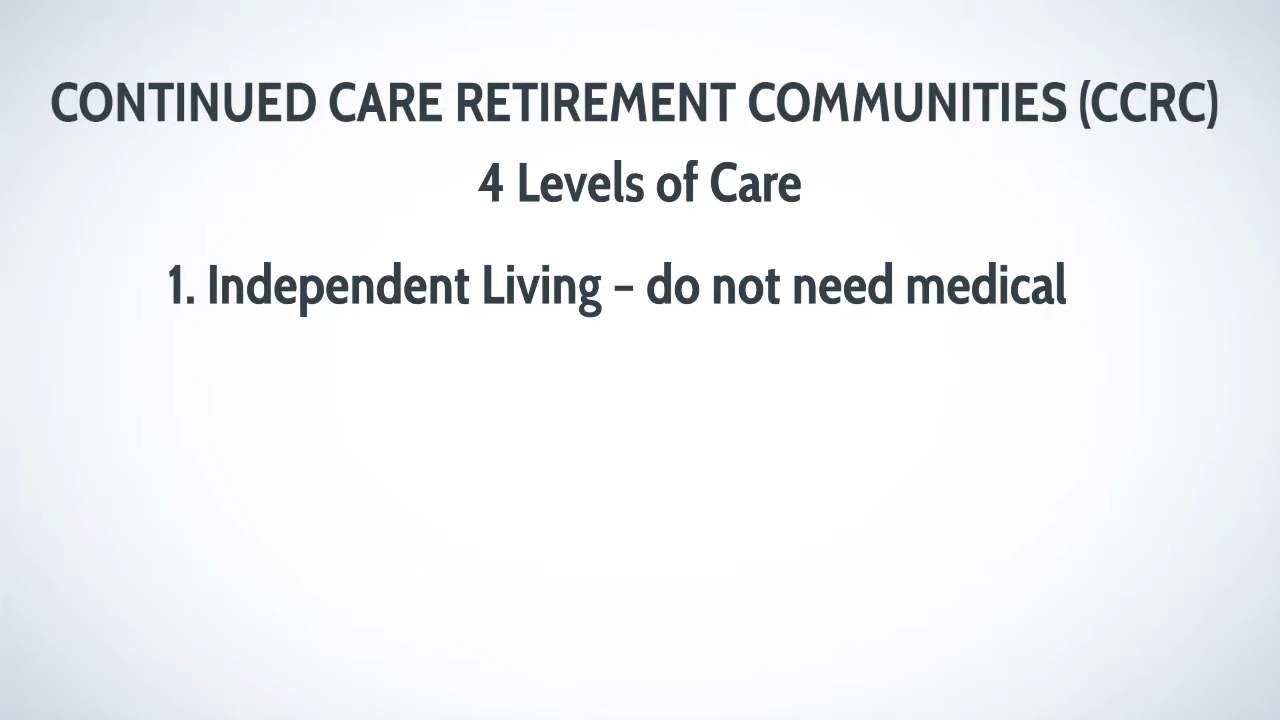 CONTINUED CARE RETIREMENT COMMUNITIES (CCRC)
4 Levels of Care
1. Independent Living – do not need medical